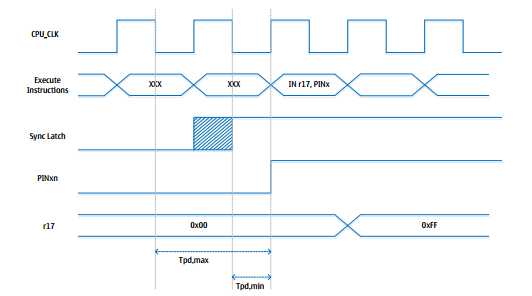 CPU_CLK
Execute
Instructions
XXX
XXX
IN r17, PINx
Sync Latch
PINxn
r17
0x00
0xFF
Tpd,max
Tpd,min